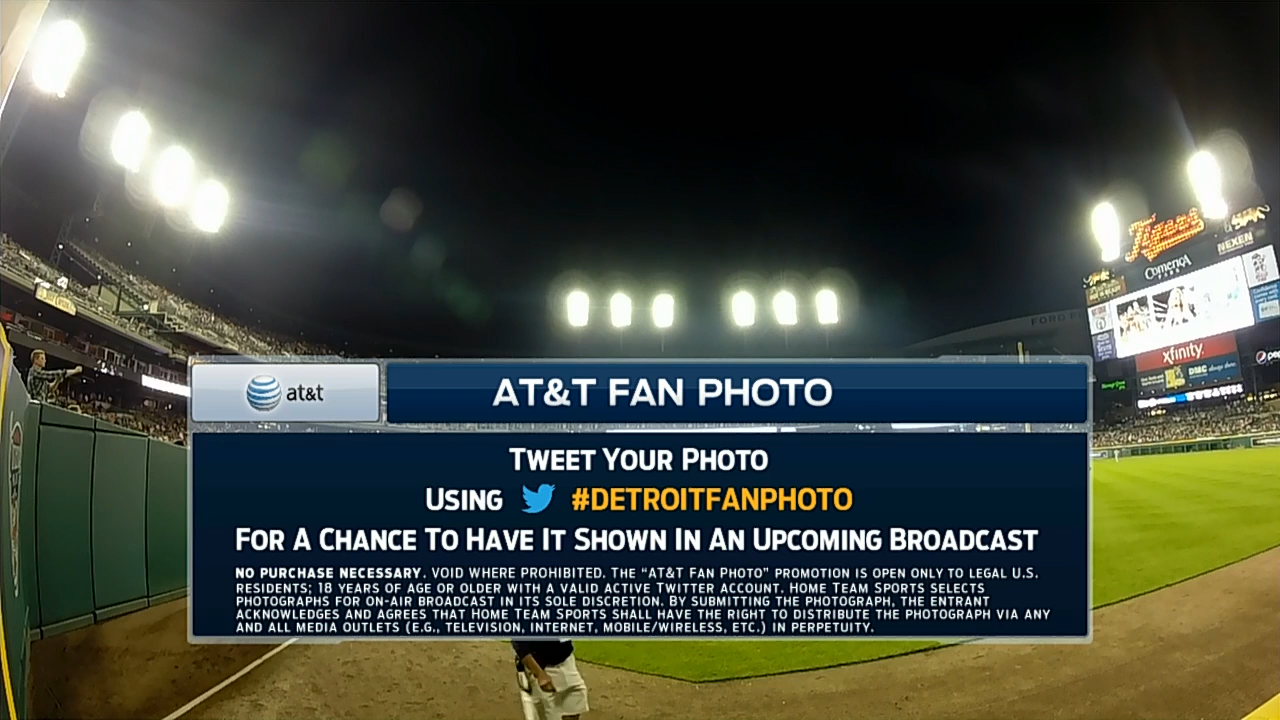 Tigers
NEXEN
COMERICA
PARK
FORD FI
xfinity
pepsi
DMC
at&t
AT&T FAN PHOTO
TWEET YOUR PHOTO
USING #DETROITFANPHOTO
FOR A CHANCE TO HAVE IT SHOWN IN AN UPCOMING BROADCAST
NO PURCHASE NECESSARY. VOID WHERE PROHIBITED. THE “AT&T FAN PHOTO” PROMOTION IS OPEN ONLY TO LEGAL U.S.
RESIDENTS; 18 YEARS OF AGE OR OLDER WITH A VALID ACTIVE TWITTER ACCOUNT. HOME TEAM SPORTS SELECTS
PHOTOGRAPHS FOR ON-AIR BROADCAST IN ITS SOLE DISCRETION. BY SUBMITTING THE PHOTOGRAPH, THE ENTRANT
ACKNOWLEDGES AND AGREES THAT HOME TEAM SPORTS SHALL HAVE THE RIGHT TO DISTRIBUTE THE PHOTOGRAPH VIA ANY
AND ALL MEDIA OUTLETS (E.G., TELEVISION, INTERNET, MOBILE/WIRELESS, ETC.) IN PERPETUITY.